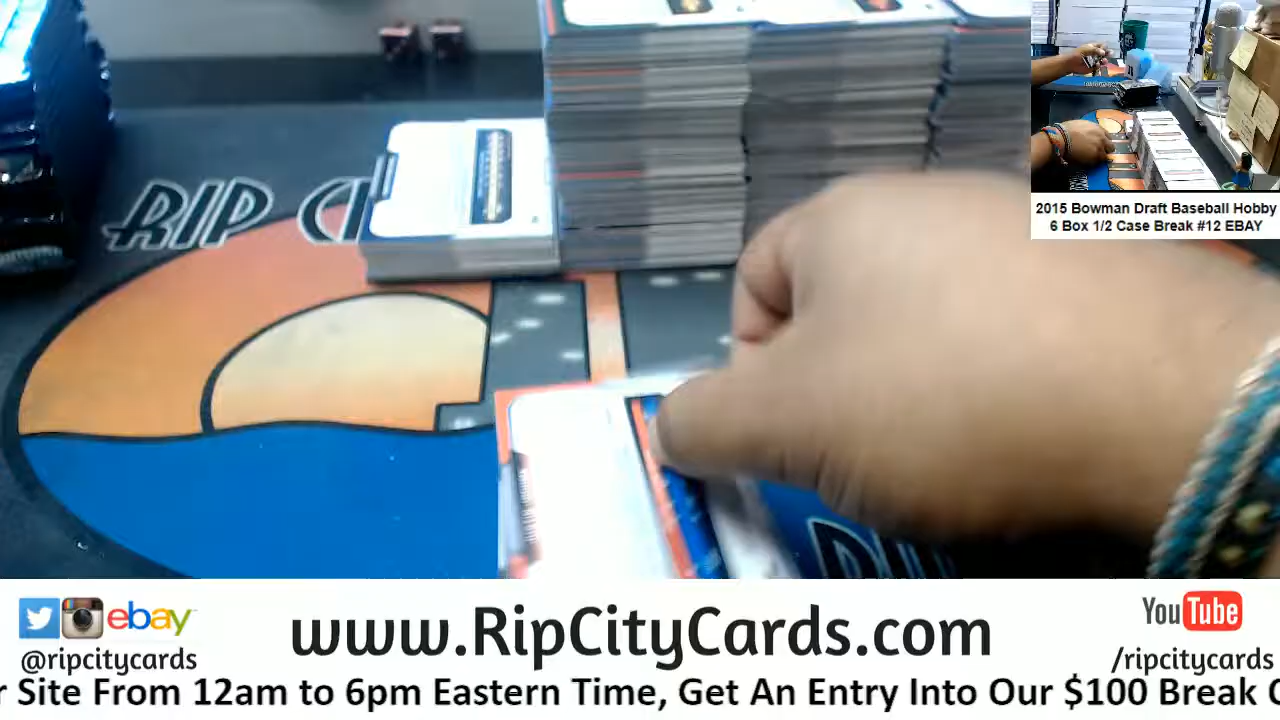 RIP CI
2015 Bowman Draft Baseball Hobby
6 Box 1/2 Case Break #12 EBAY
ebay
www.RipCityCards.com
YouTube
@ripcitycards
/ripcitycards
r Site From 12am to 6pm Eastern Time, Get An Entry Into Our $100 Break